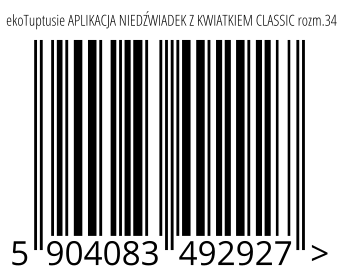 ekoTuptusie APLIKACJA NIEDŹWIADEK Z KWIATKIEM CLASSIC rozm.34
5 904083 492927 >